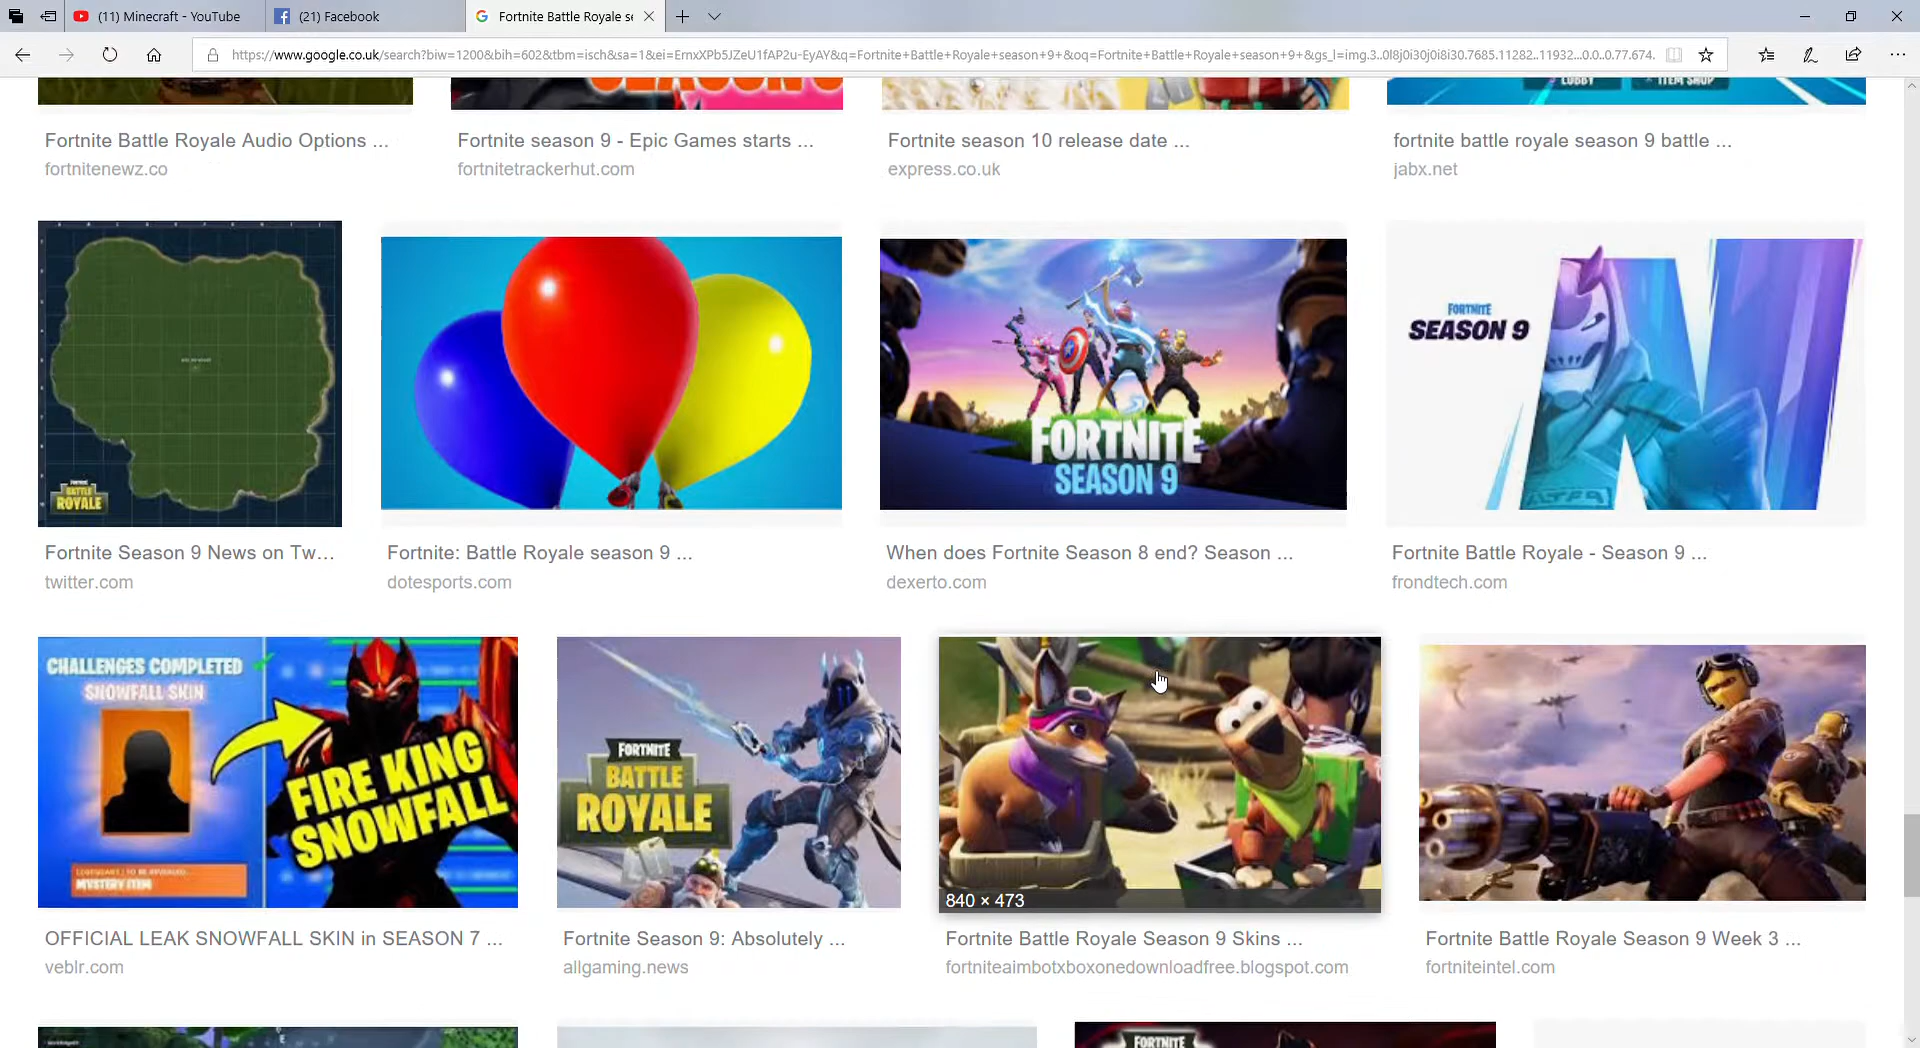 (11) Minecraft - YouTube
(21) Facebook
Fortnite Battle Royale se
https://www.google.co.uk/search?biw=1200&bih=602&tbm=isch&sa=1&ei=ErnxXPb5JZeU1fAP2u-EyAY&q=Fortnite+Battle+Royale+season+9+&oq=Fortnite+Battle+Royale+season+9+&gs_l=img.3..0l8j0i30j0i8i30.7685.11282..11932...0.0..0.77.674.
LOBBY
ITEM SHOP
Fortnite Battle Royale Audio Options ...
fortnitenewz.co
Fortnite season 9 - Epic Games starts ...
fortnitetrackerhut.com
Fortnite season 10 release date ...
express.co.uk
fortnite battle royale season 9 battle ...
jabx.net
BATTLE
ROYALE
FORTNITE
SEASON 9
FORTNITE
SEASON 9
Fortnite Season 9 News on Tw...
twitter.com
Fortnite: Battle Royale season 9 ...
dotesports.com
When does Fortnite Season 8 end? Season ...
dexerto.com
Fortnite Battle Royale - Season 9 ...
frondtech.com
CHALLENGES COMPLETED
SNOWFALL SKIN
FIRE KING
SNOWFALL
MYSTERY ITEM
FORTNITE
BATTLE
ROYALE
840 × 473
OFFICIAL LEAK SNOWFALL SKIN in SEASON 7 ...
veblr.com
Fortnite Season 9: Absolutely ...
allgaming.news
Fortnite Battle Royale Season 9 Skins ...
fortniteaimbotxboxonedownloadfree.blogspot.com
Fortnite Battle Royale Season 9 Week 3 ...
fortniteintel.com
FORTNITE